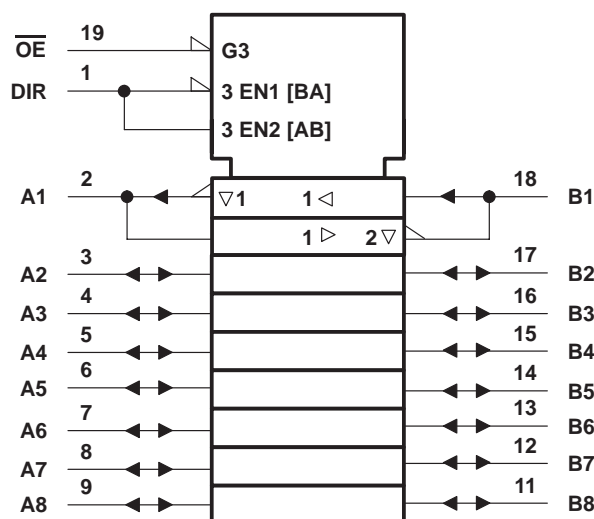 19
OE
G3
1
DIR
3 EN1 [BA]
3 EN2 [AB]
2
18
A1
▽1
1 ◁
B1
1 ▷
2 ▽
3
17
A2
B2
4
16
A3
B3
5
15
A4
B4
6
14
A5
B5
7
13
A6
B6
8
12
A7
B7
9
11
A8
B8